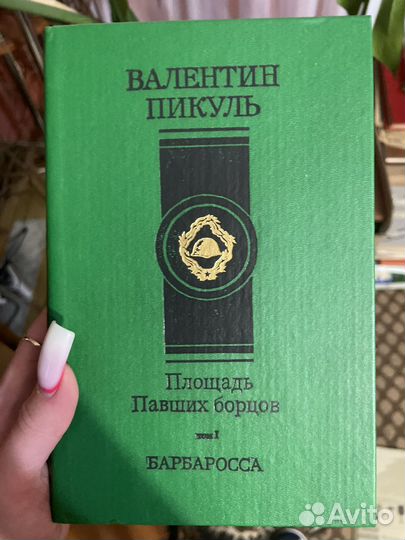 ВАЛЕНТИН
ПИКУЛЬ
Площадь
Павших борцов
том I
БАРБАРОССА
Avito